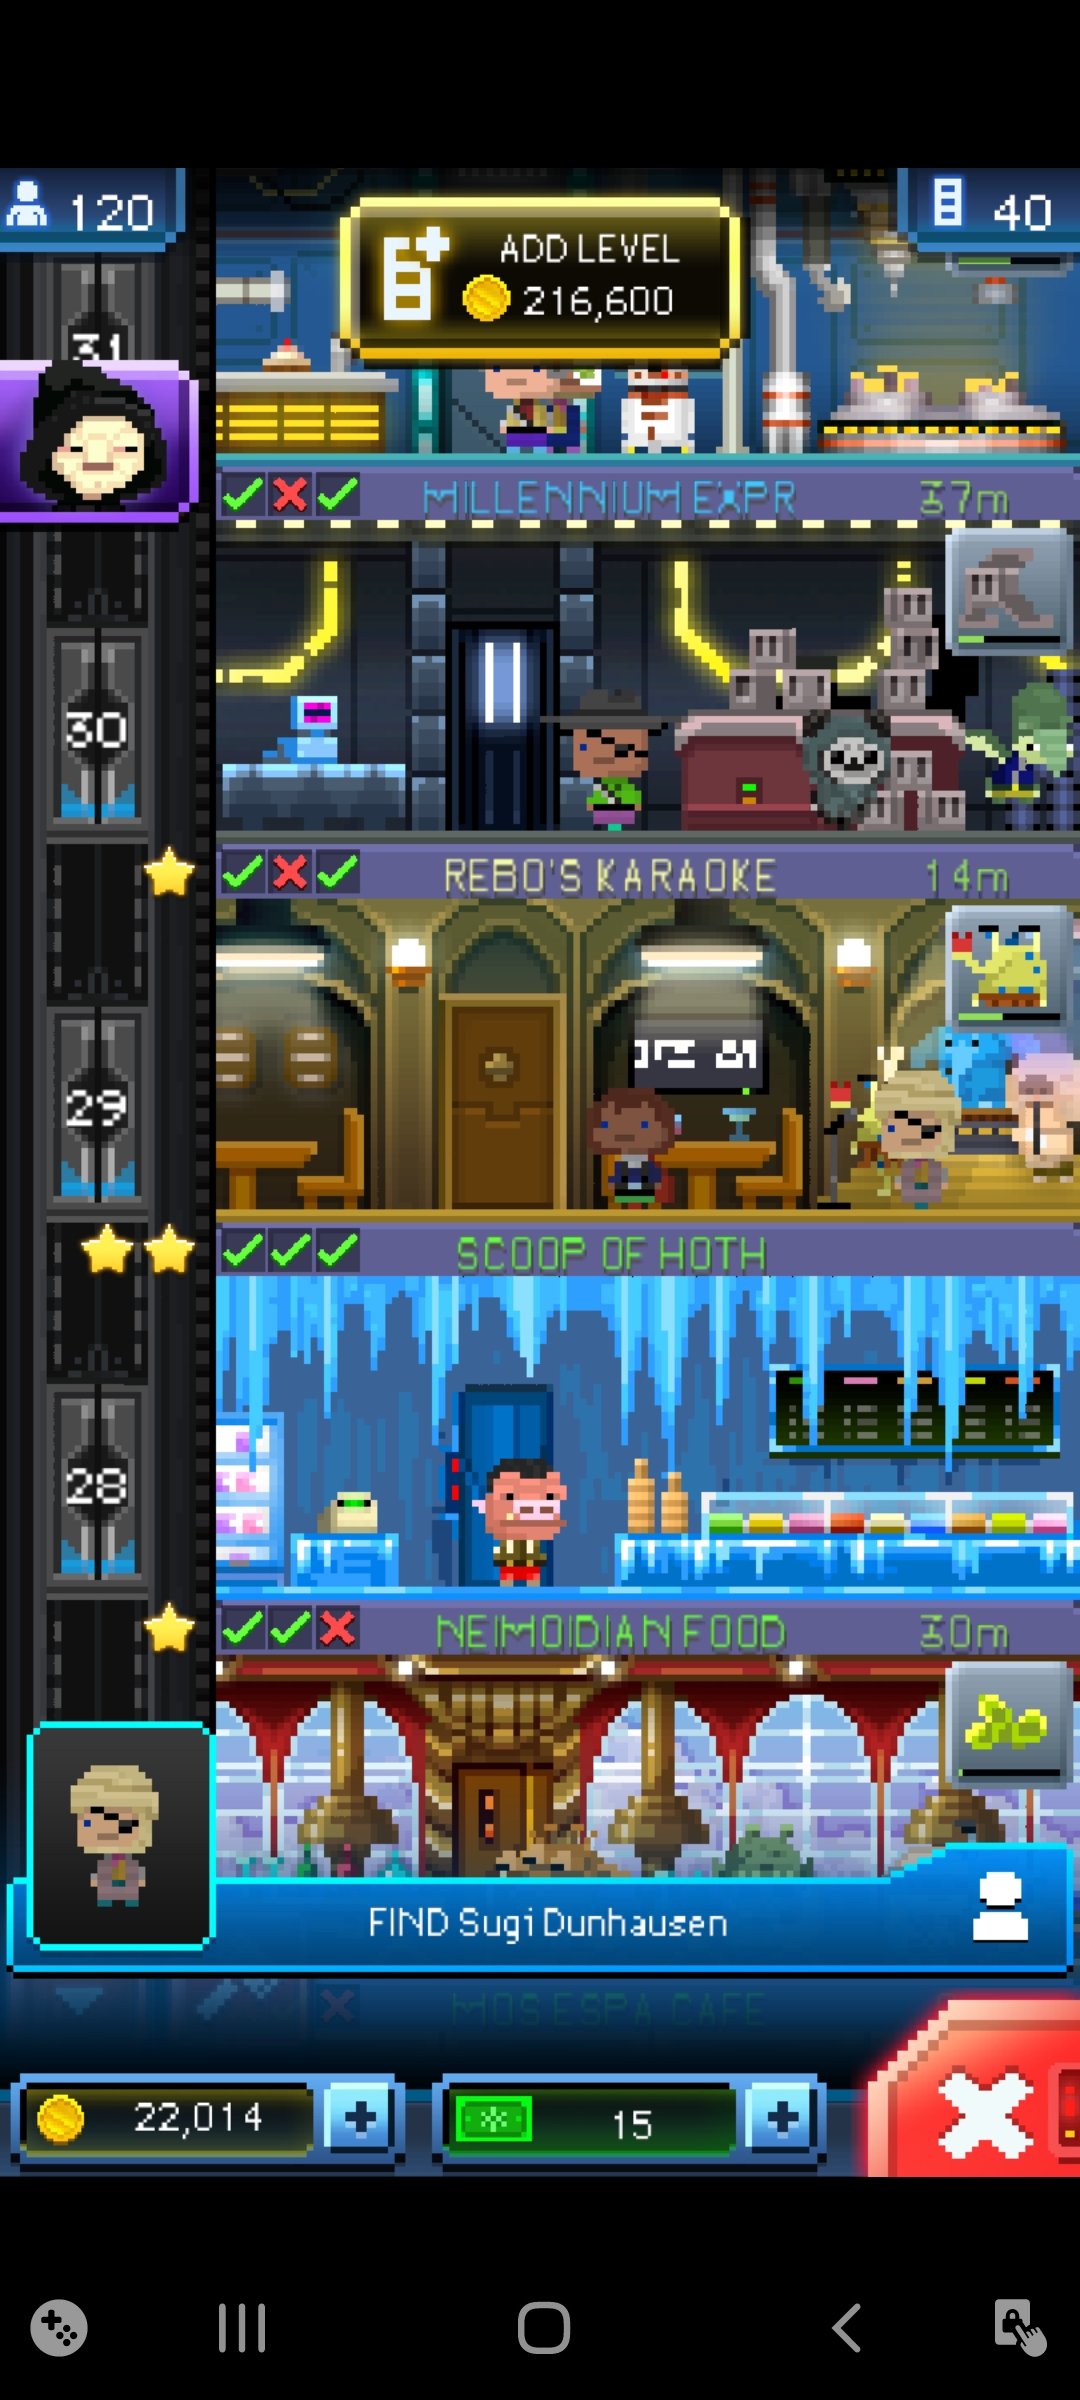 120
ADD LEVEL
216,600
40
31
MILLENNIUM EXPR
37m
30
REBO'S KARAOKE
14m
29
SCOOP OF HOTH
28
NEIMOIDIAN FOOD
30m
FIND Sugi Dunhausen
MOS ESPA CAFE
22,014
15